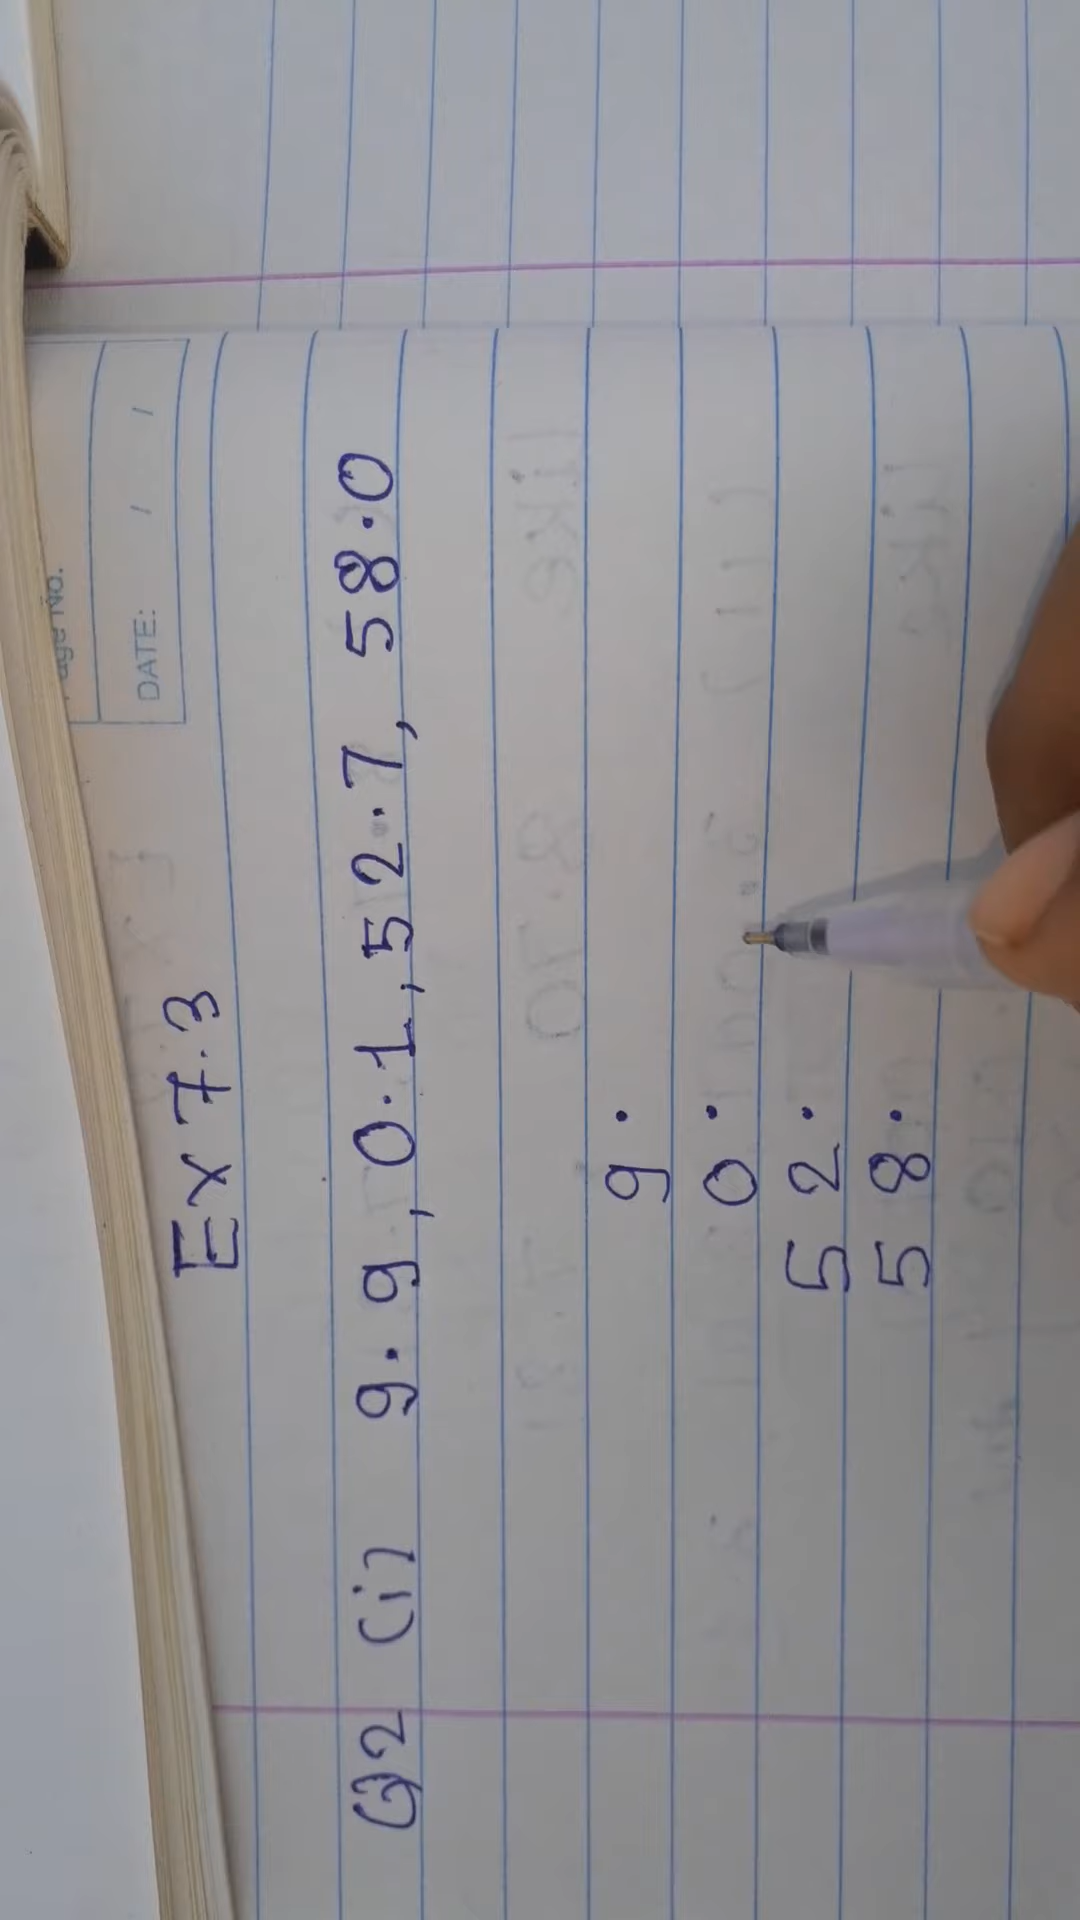 Page No.
DATE: / /
Ex 7.3
Q2 (i) 9.9, 0.1, 52.7, 58.0
9.
0.
52.
58.